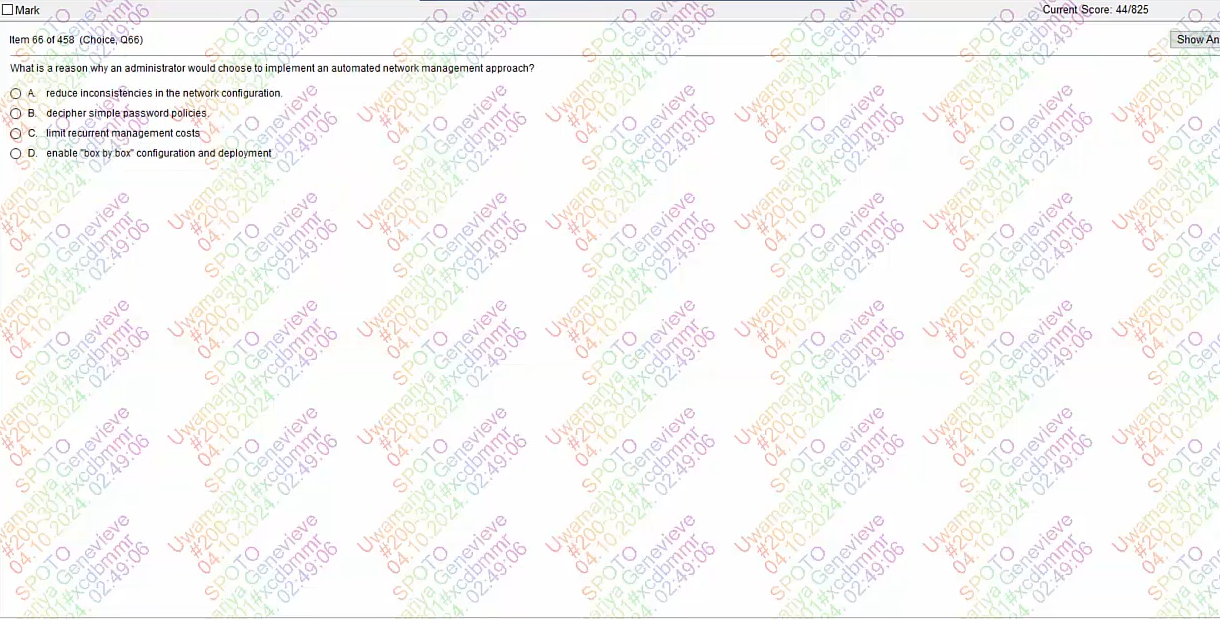 Mark
Current Score: 44/825
Item 66 of 458 (Choice, Q66)
Show An
What is a reason why an administrator would choose to implement an automated network management approach?
A. reduce inconsistencies in the network configuration.
B. decipher simple password policies.
C. limit recurrent management costs
D. enable "box by box" configuration and deployment
SPOTO
Uwamariya Genevieve
#200-301#xcdbmmr
04.10.2024. 02:49:06